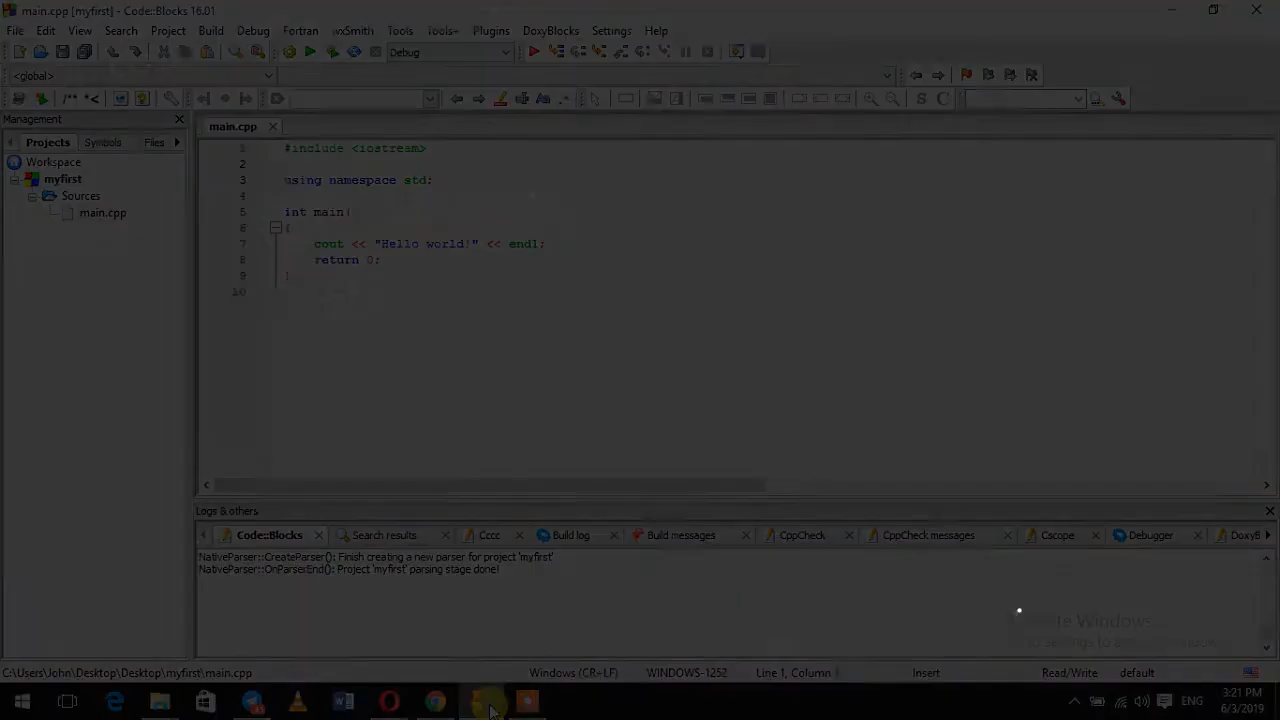 main.cpp [myfirst] - Code::Blocks 16.01
File Edit View Search Project Build Debug Fortran wxSmith Tools Tools+ Plugins DoxyBlocks Settings Help
Debug
<global>
/** *<
S C
Management
main.cpp
Projects Symbols Files
Workspace
myfirst
Sources
main.cpp
1 #include <iostream>
2
3 using namespace std;
4
5 int main(
6 {
7 cout << "Hello world!" << endl;
8 return 0;
9 }
10
Logs & others
Code::Blocks Search results Cccc Build log Build messages CppCheck CppCheck messages Cscope Debugger DoxyB
NativeParser::CreateParser(): Finish creating a new parser for project 'myfirst'
NativeParser::OnParserEnd(): Project 'myfirst' parsing stage done!
Windows
C:\Users\John\Desktop\Desktop\myfirst\main.cpp Windows (CR+LF) WINDOWS-1252 Line 1, Column Insert Read/Write default
ENG
3:21 PM
6/3/2019